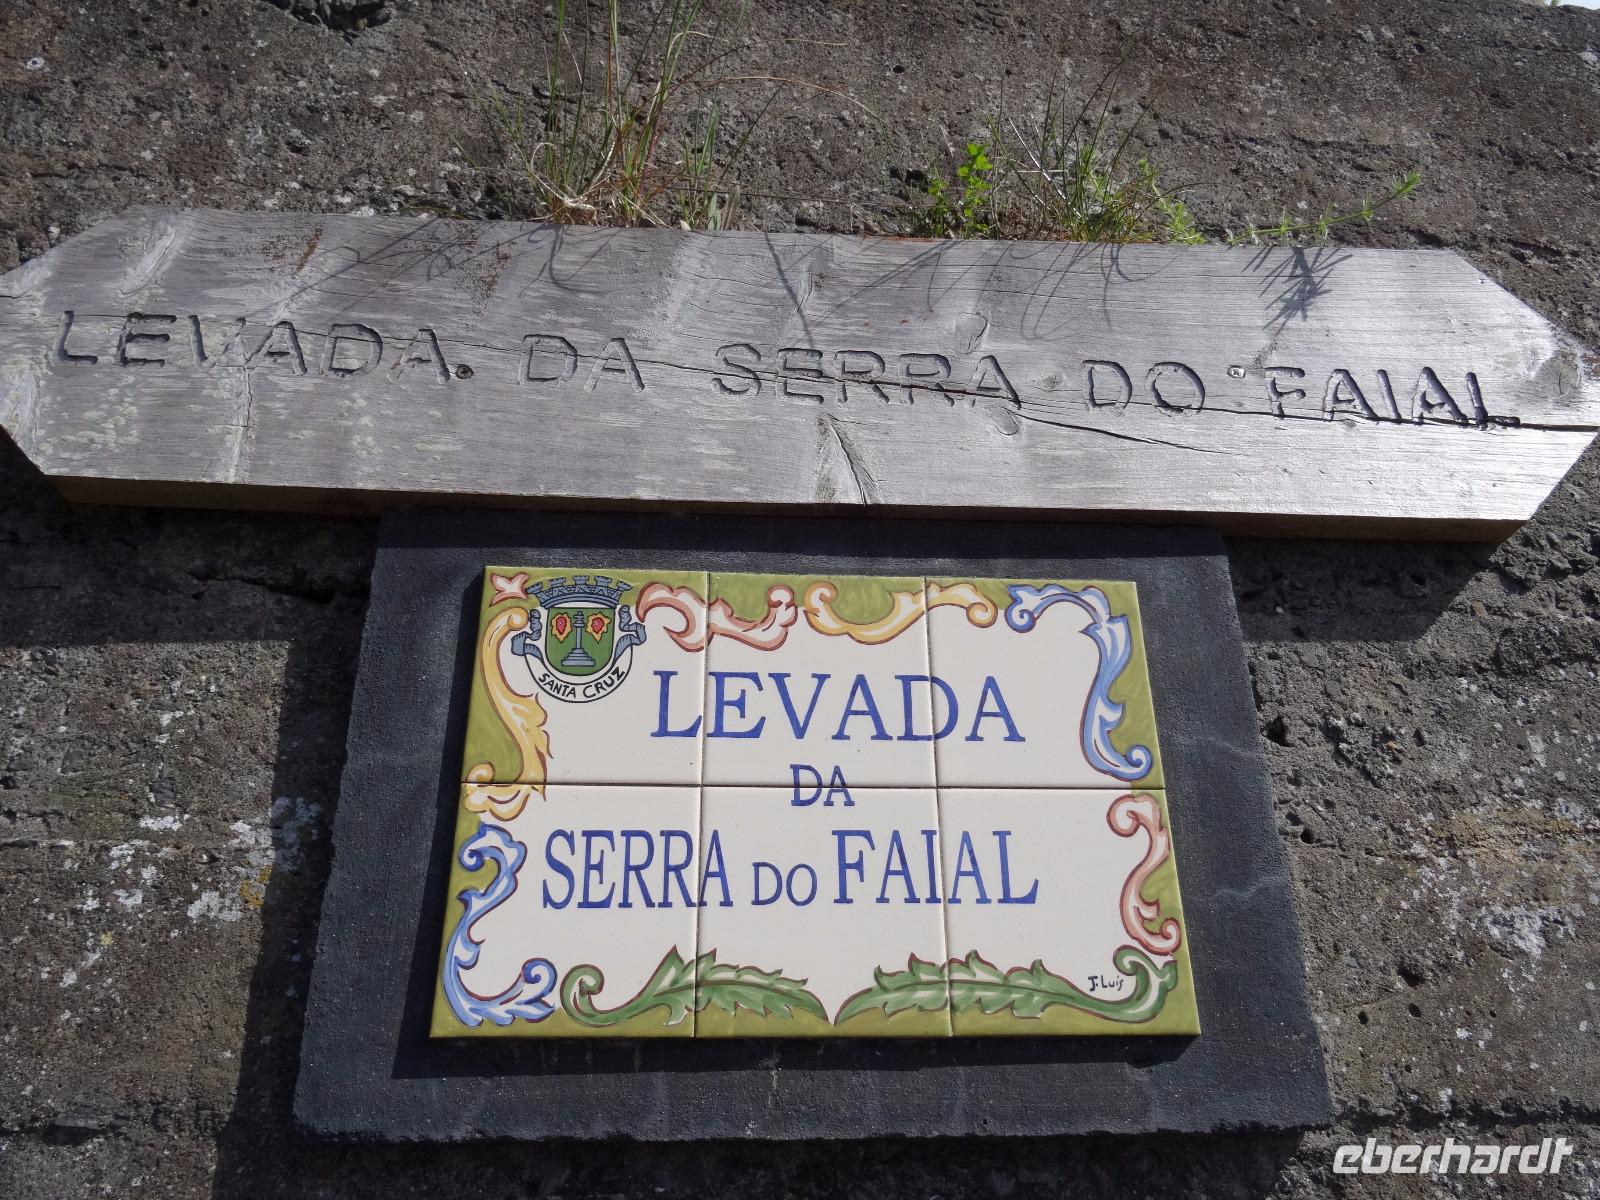 LEVADA DA SERRA DO FAIAL
SANTA CRUZ
LEVADA
DA
SERRA DO FAIAL
J. Luís
eberhardt